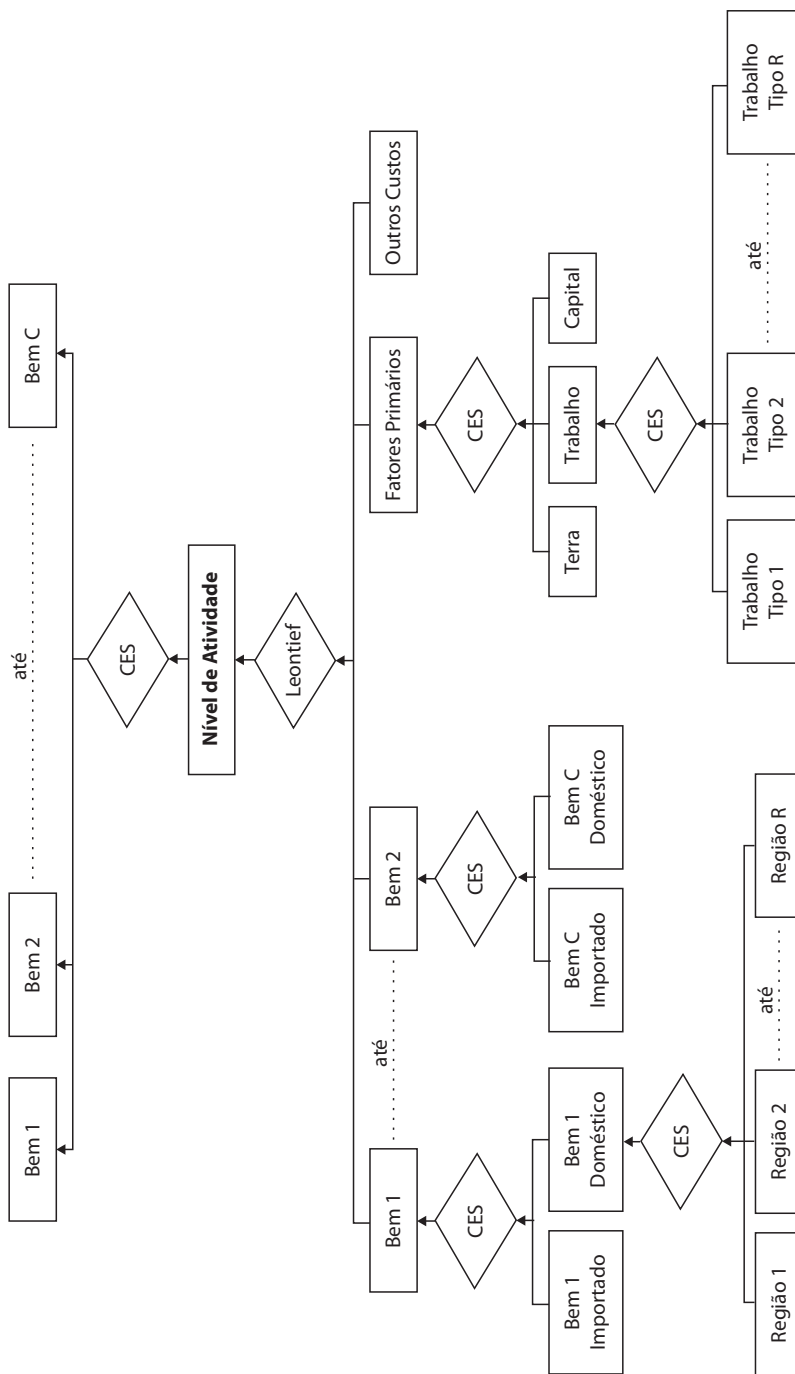 Bem 1
Bem 2
até
Bem C
CES
Nível de Atividade
Leontief
Bem 1
até
Bem 2
Fatores Primários
Outros Custos
CES
CES
CES
Bem 1
Importado
Bem 1
Doméstico
Bem C
Importado
Bem C
Doméstico
Terra
Trabalho
Capital
CES
CES
Região 1
Região 2
até
Região R
Trabalho
Tipo 1
Trabalho
Tipo 2
até
Trabalho
Tipo R